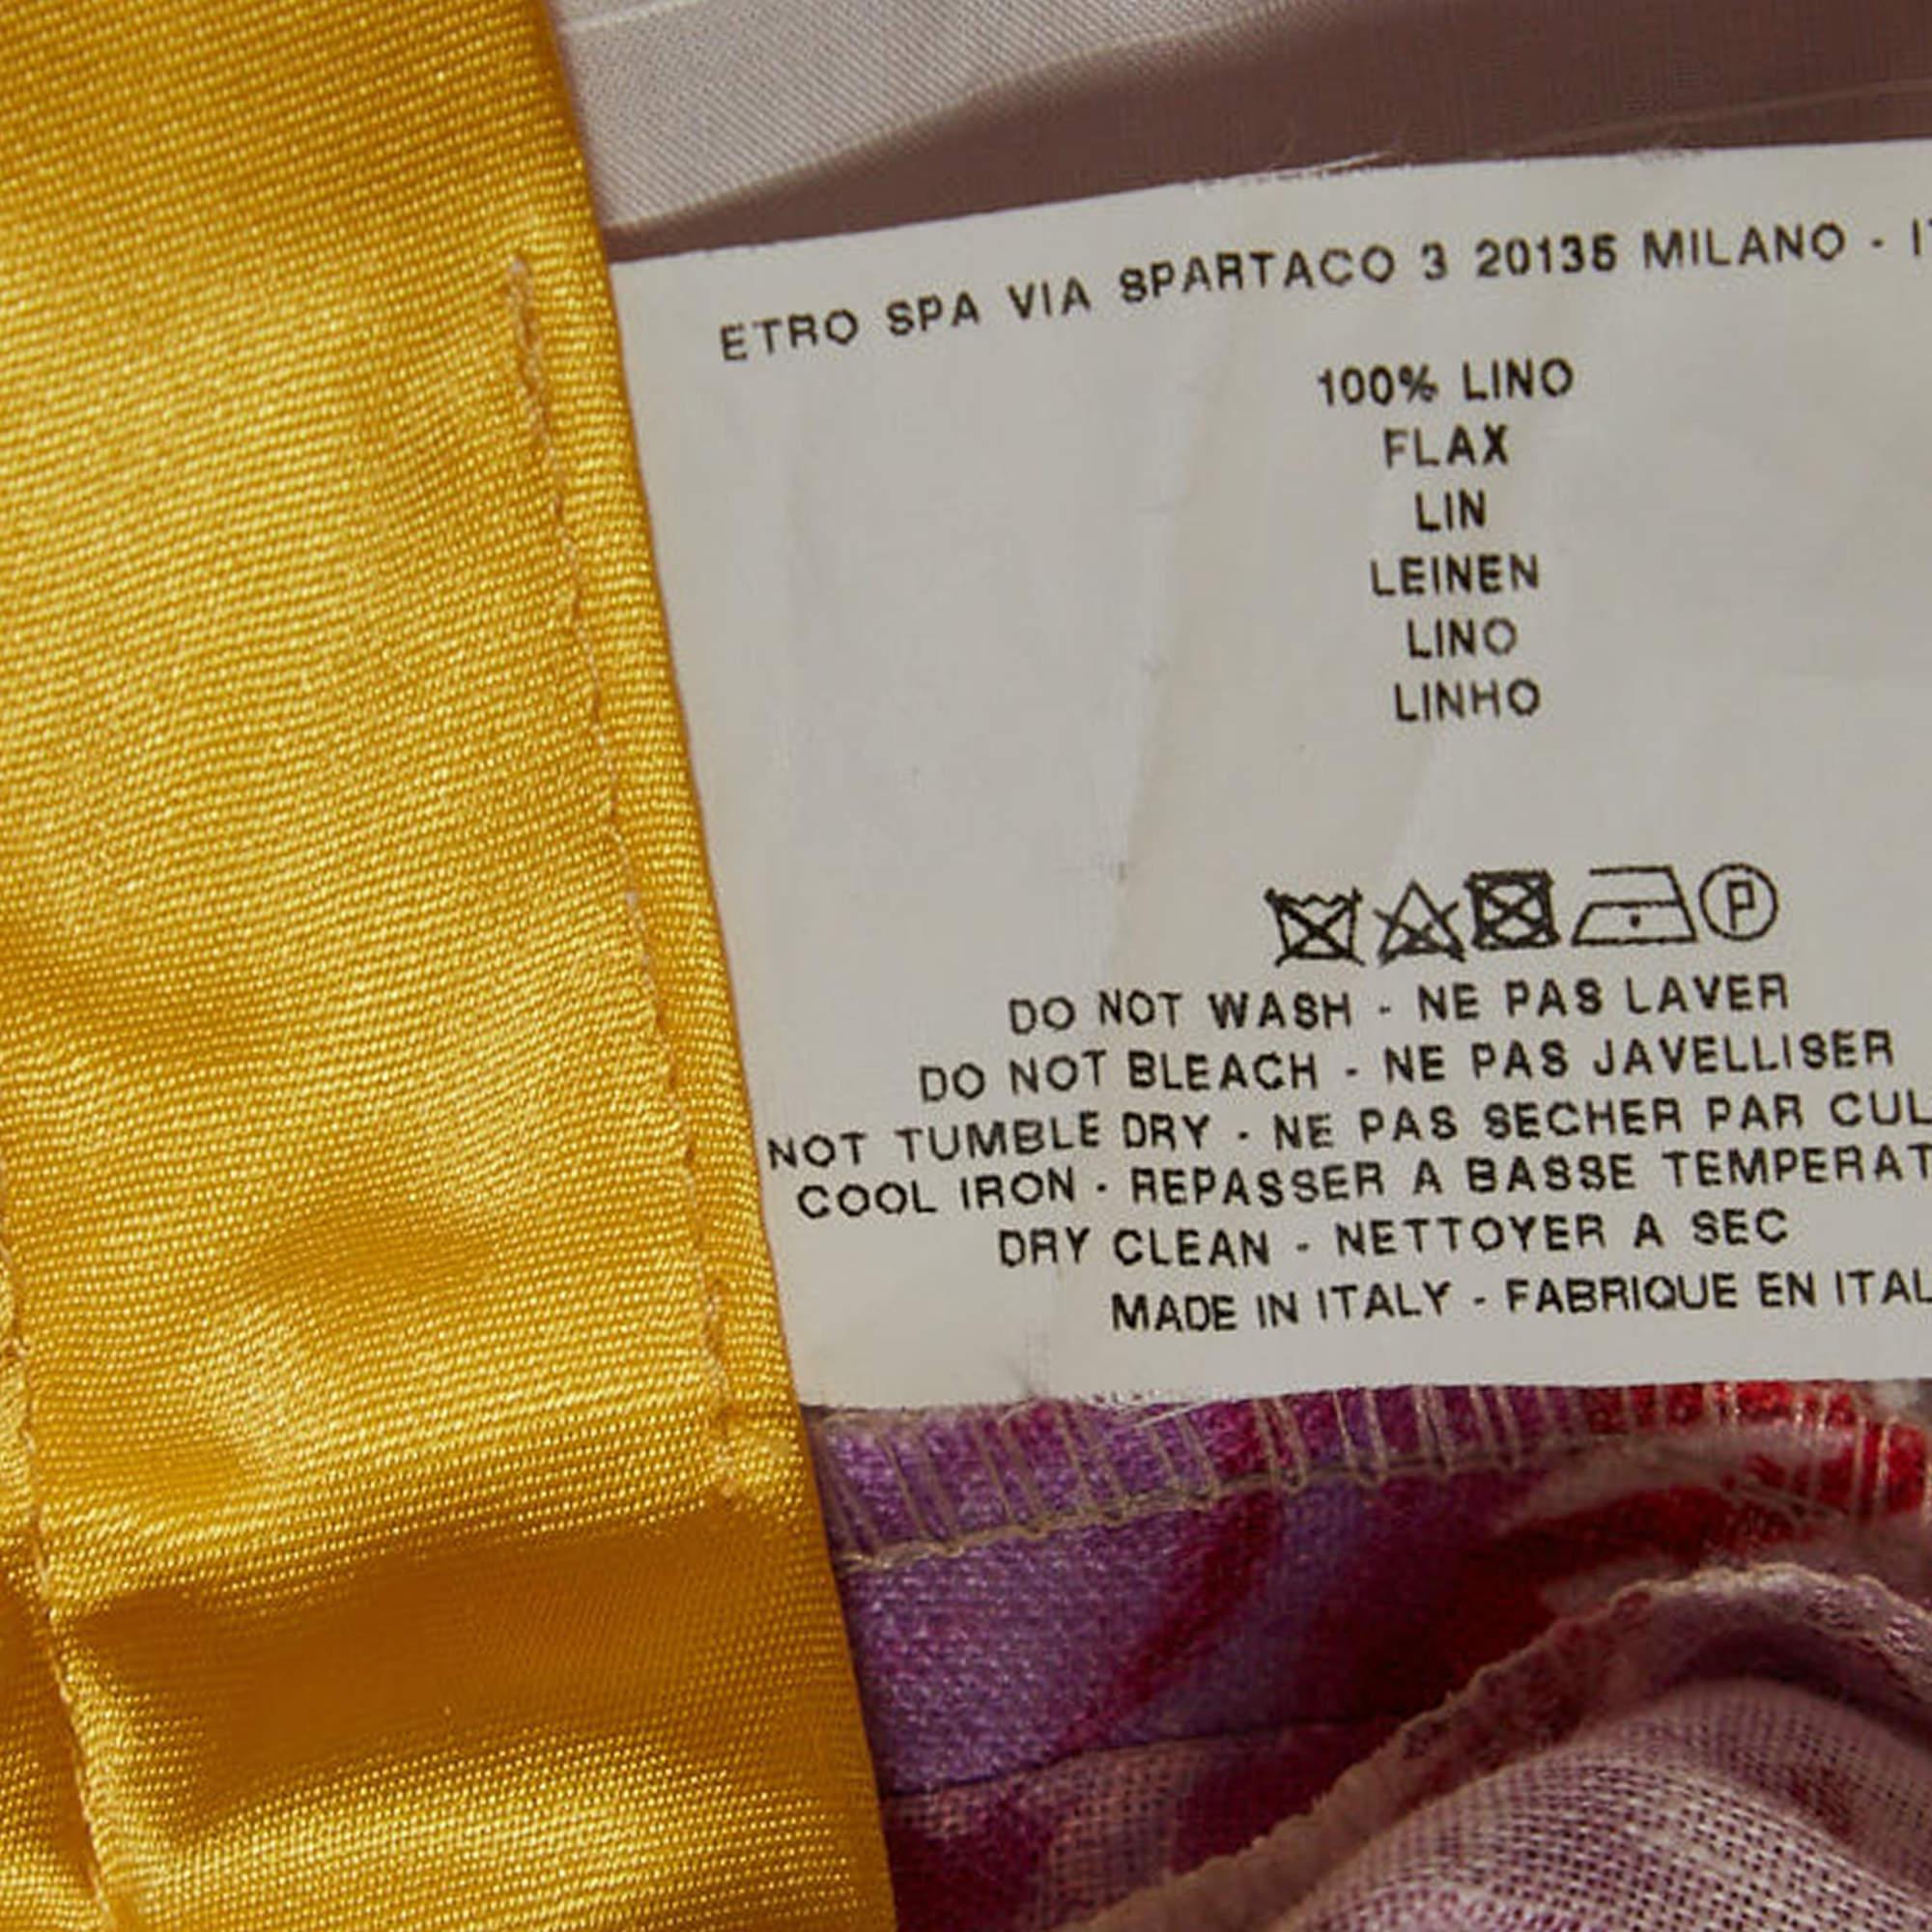 ETRO SPA VIA SPARTACO 3 20135 MILANO - IT
100% LINO
FLAX
LIN
LEINEN
LINO
LINHO
P
DO NOT WASH - NE PAS LAVER
DO NOT BLEACH - NE PAS JAVELLISER
NOT TUMBLE DRY - NE PAS SECHER PAR CUL
COOL IRON - REPASSER A BASSE TEMPERAT
DRY CLEAN - NETTOYER A SEC
MADE IN ITALY - FABRIQUE EN ITAL